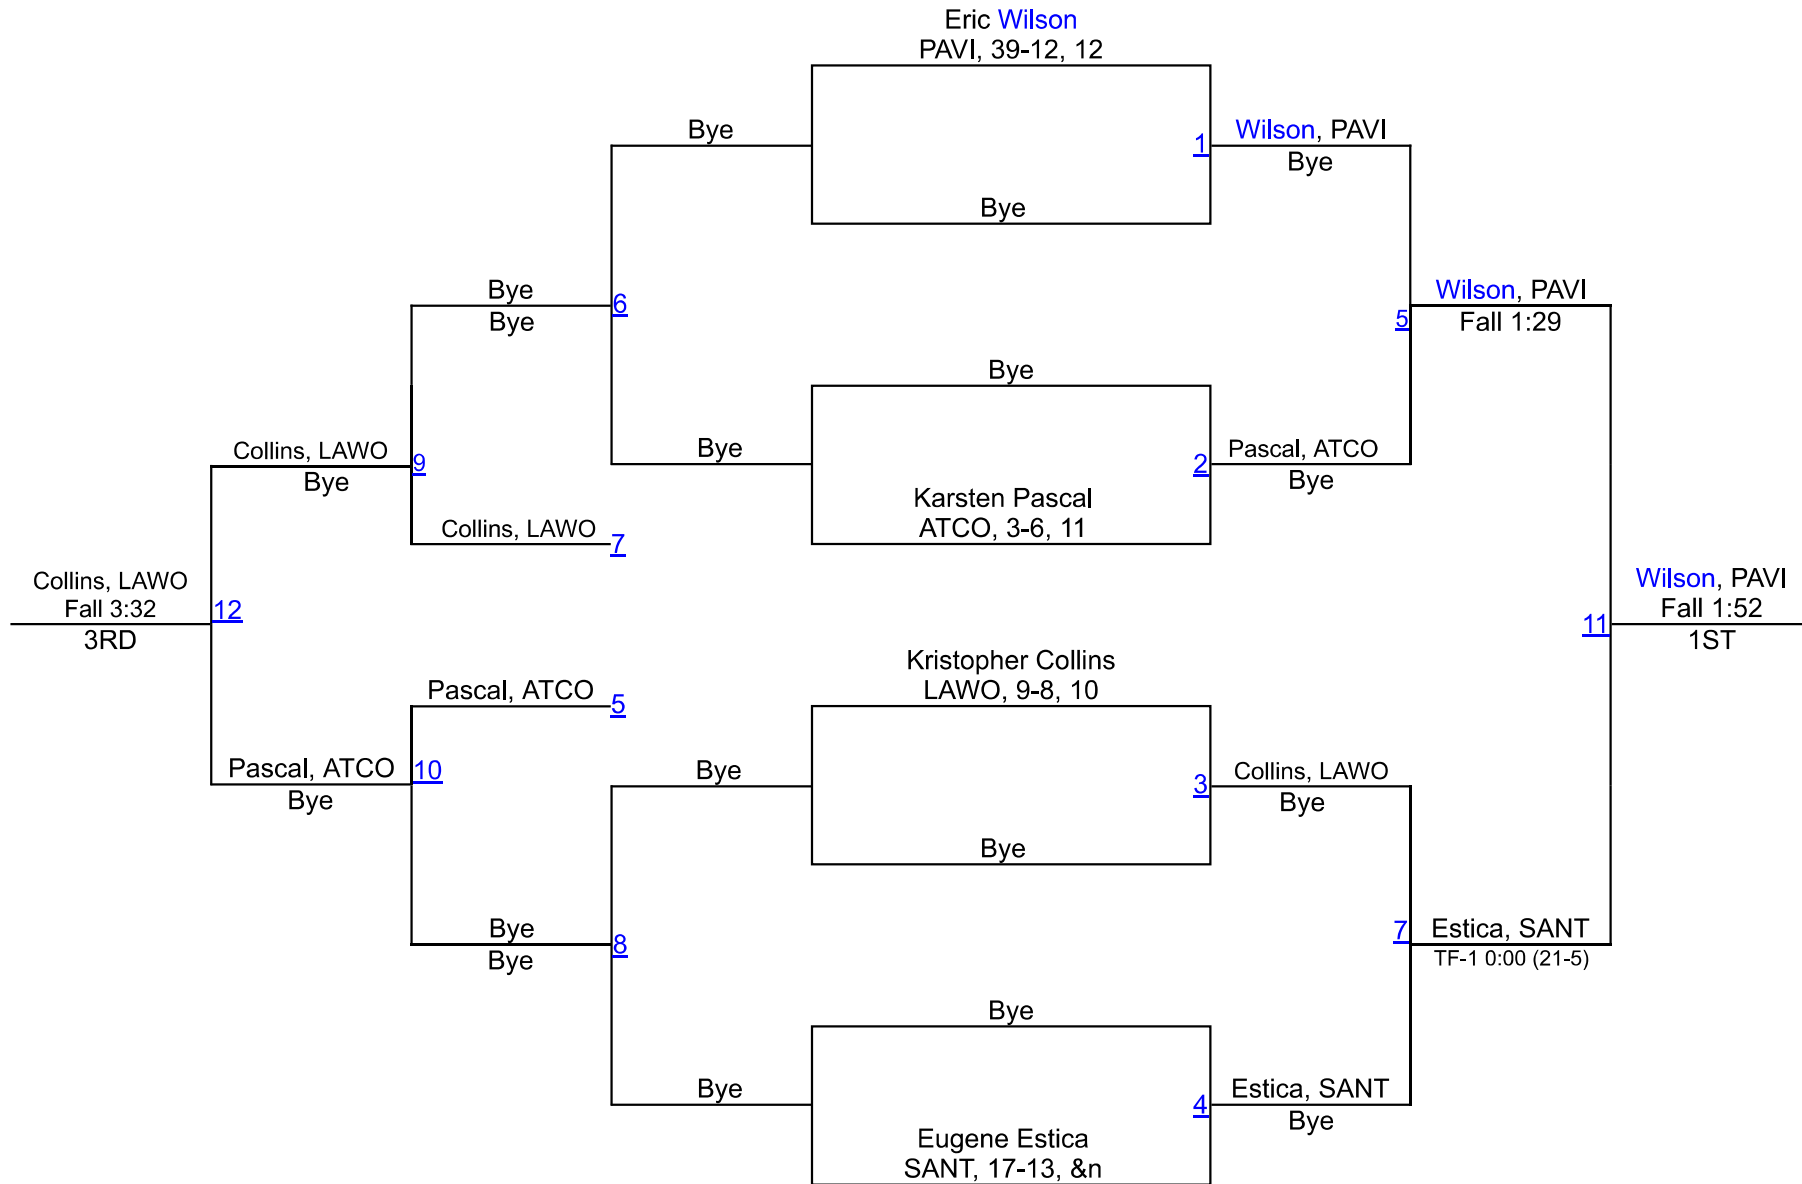 Eric Wilson
PAVI, 39-12, 12
Bye
1
Wilson, PAVI
Bye
Bye
Bye
Bye
6
Wilson, PAVI
5
Fall 1:29
Bye
Collins, LAWO
9
Bye
Bye
2
Pascal, ATCO
Bye
Karsten Pascal
ATCO, 3-6, 11
Collins, LAWO
7
Collins, LAWO
Fall 3:32
12
3RD
Wilson, PAVI
11
Fall 1:52
1ST
Kristopher Collins
LAWO, 9-8, 10
Pascal, ATCO
5
Pascal, ATCO
10
Bye
Bye
3
Collins, LAWO
Bye
Bye
Bye
8
Bye
7
Estica, SANT
TF-1 0:00 (21-5)
Bye
Bye
4
Estica, SANT
Bye
Eugene Estica
SANT, 17-13, &n